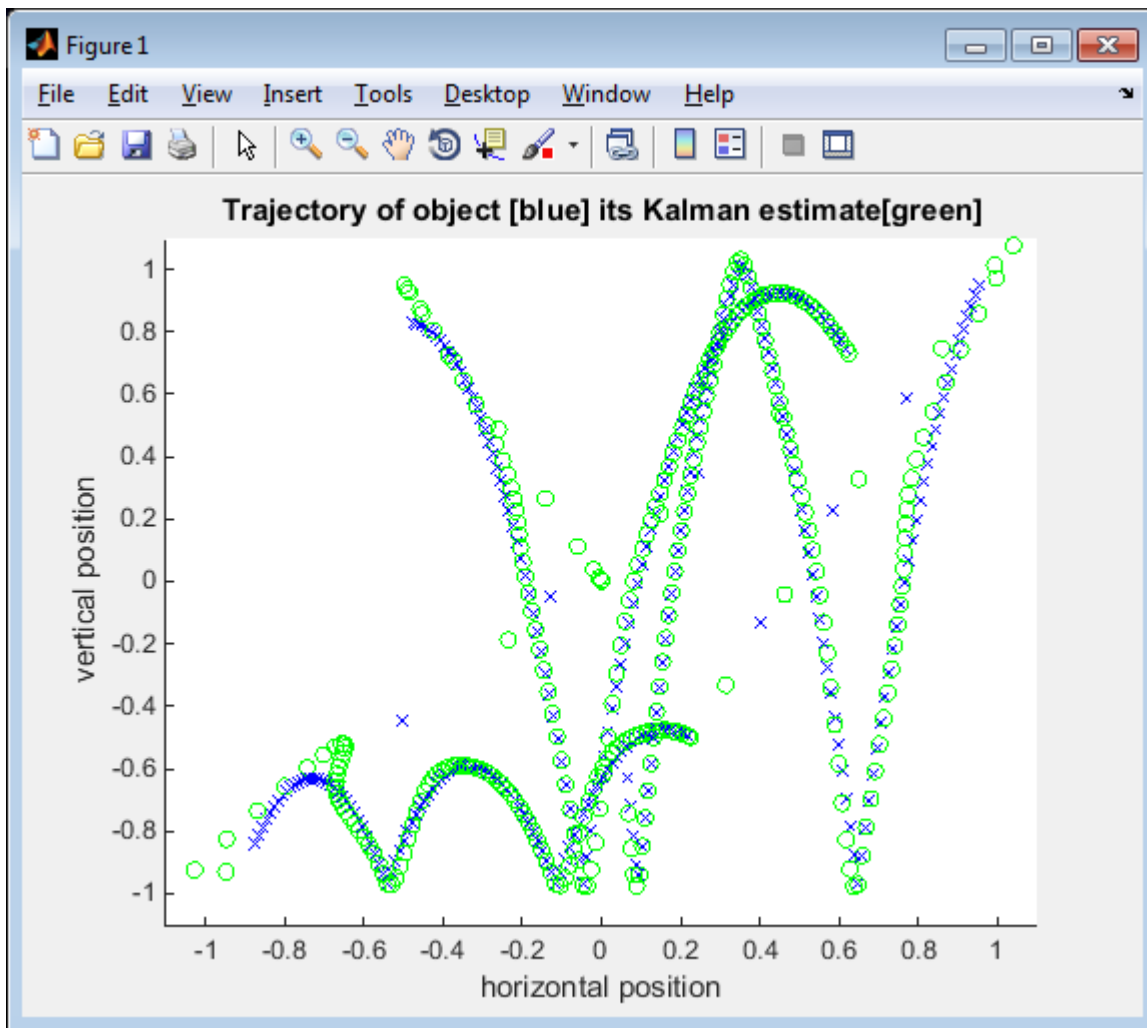 Figure 1
File Edit View Insert Tools Desktop Window Help
Trajectory of object [blue] its Kalman estimate[green]
1
0.8
0.6
0.4
0.2
0
-0.2
-0.4
-0.6
-0.8
-1
vertical position
-1 -0.8 -0.6 -0.4 -0.2 0 0.2 0.4 0.6 0.8 1
horizontal position